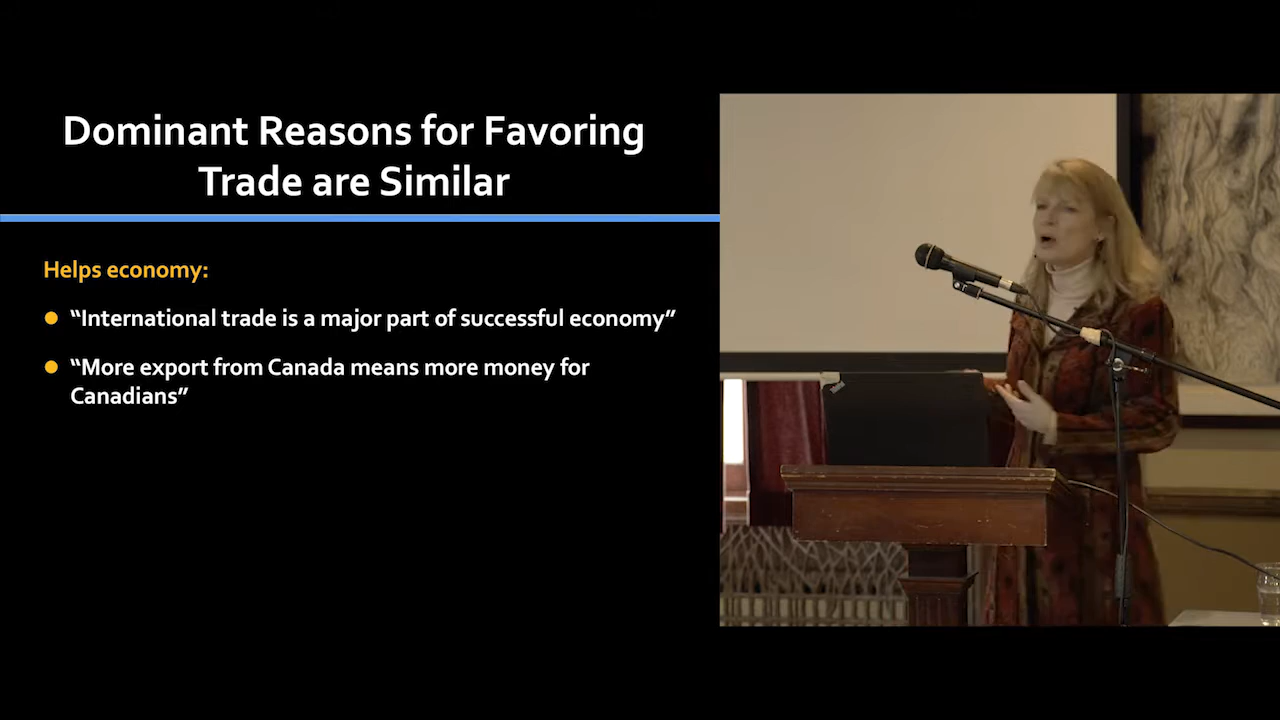 Dominant Reasons for Favoring
Trade are Similar
Helps economy:
“International trade is a major part of successful economy”
“More export from Canada means more money for
Canadians”